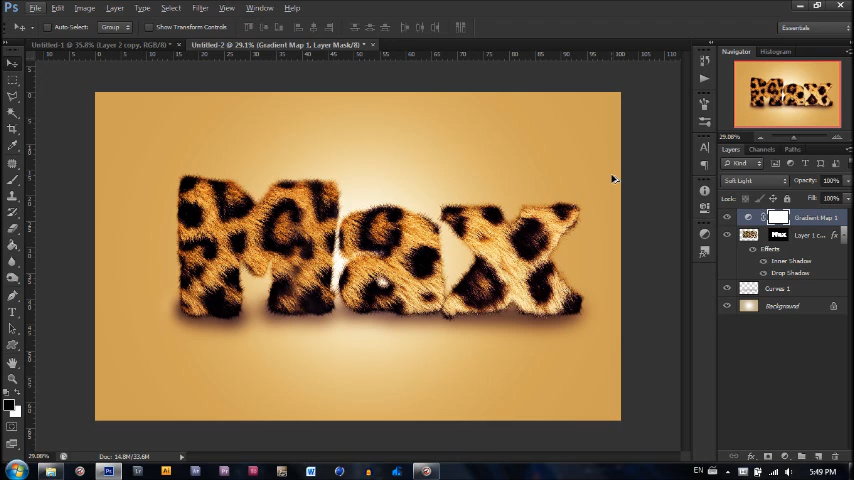 Ps File Edit Image Layer Type Select Filter View Window Help
Auto-Select: Group Show Transform Controls Essentials
Untitled-1 @ 35.8% (Layer 2 copy, RGB/8) * × Untitled-2 @ 29.1% (Gradient Map 1, Layer Mask/8) * ×
Navigator Histogram
Max
29.08%
Layers Channels Paths
Kind
Soft Light Opacity: 100%
Lock: Fill: 100%
Gradient Map 1
Layer 1 c... fx
Effects
Inner Shadow
Drop Shadow
Curves 1
Background
29.08% Doc: 14.8M/33.6M
EN 5:49 PM